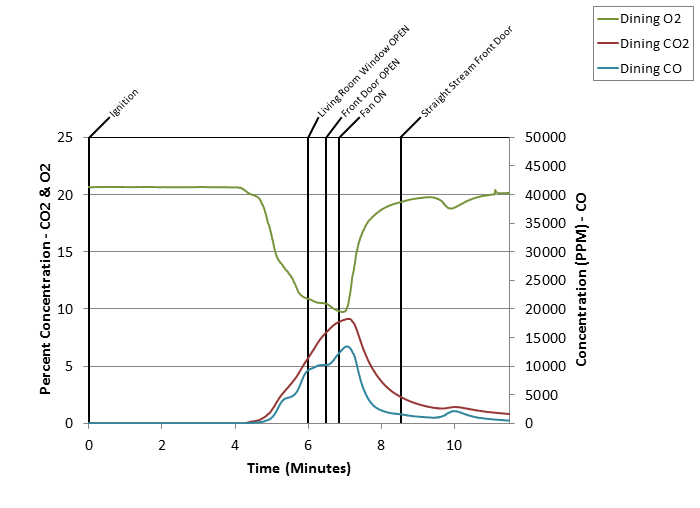 Dining O2
Dining CO2
Dining CO
Ignition
Living Room Window OPEN
Front Door OPEN
Fan ON
Straight Stream Front Door
25
20
15
10
5
0
50000
45000
40000
35000
30000
25000
20000
15000
10000
5000
0
Percent Concentration - CO2 & O2
Concentration (PPM) - CO
0 2 4 6 8 10
Time (Minutes)